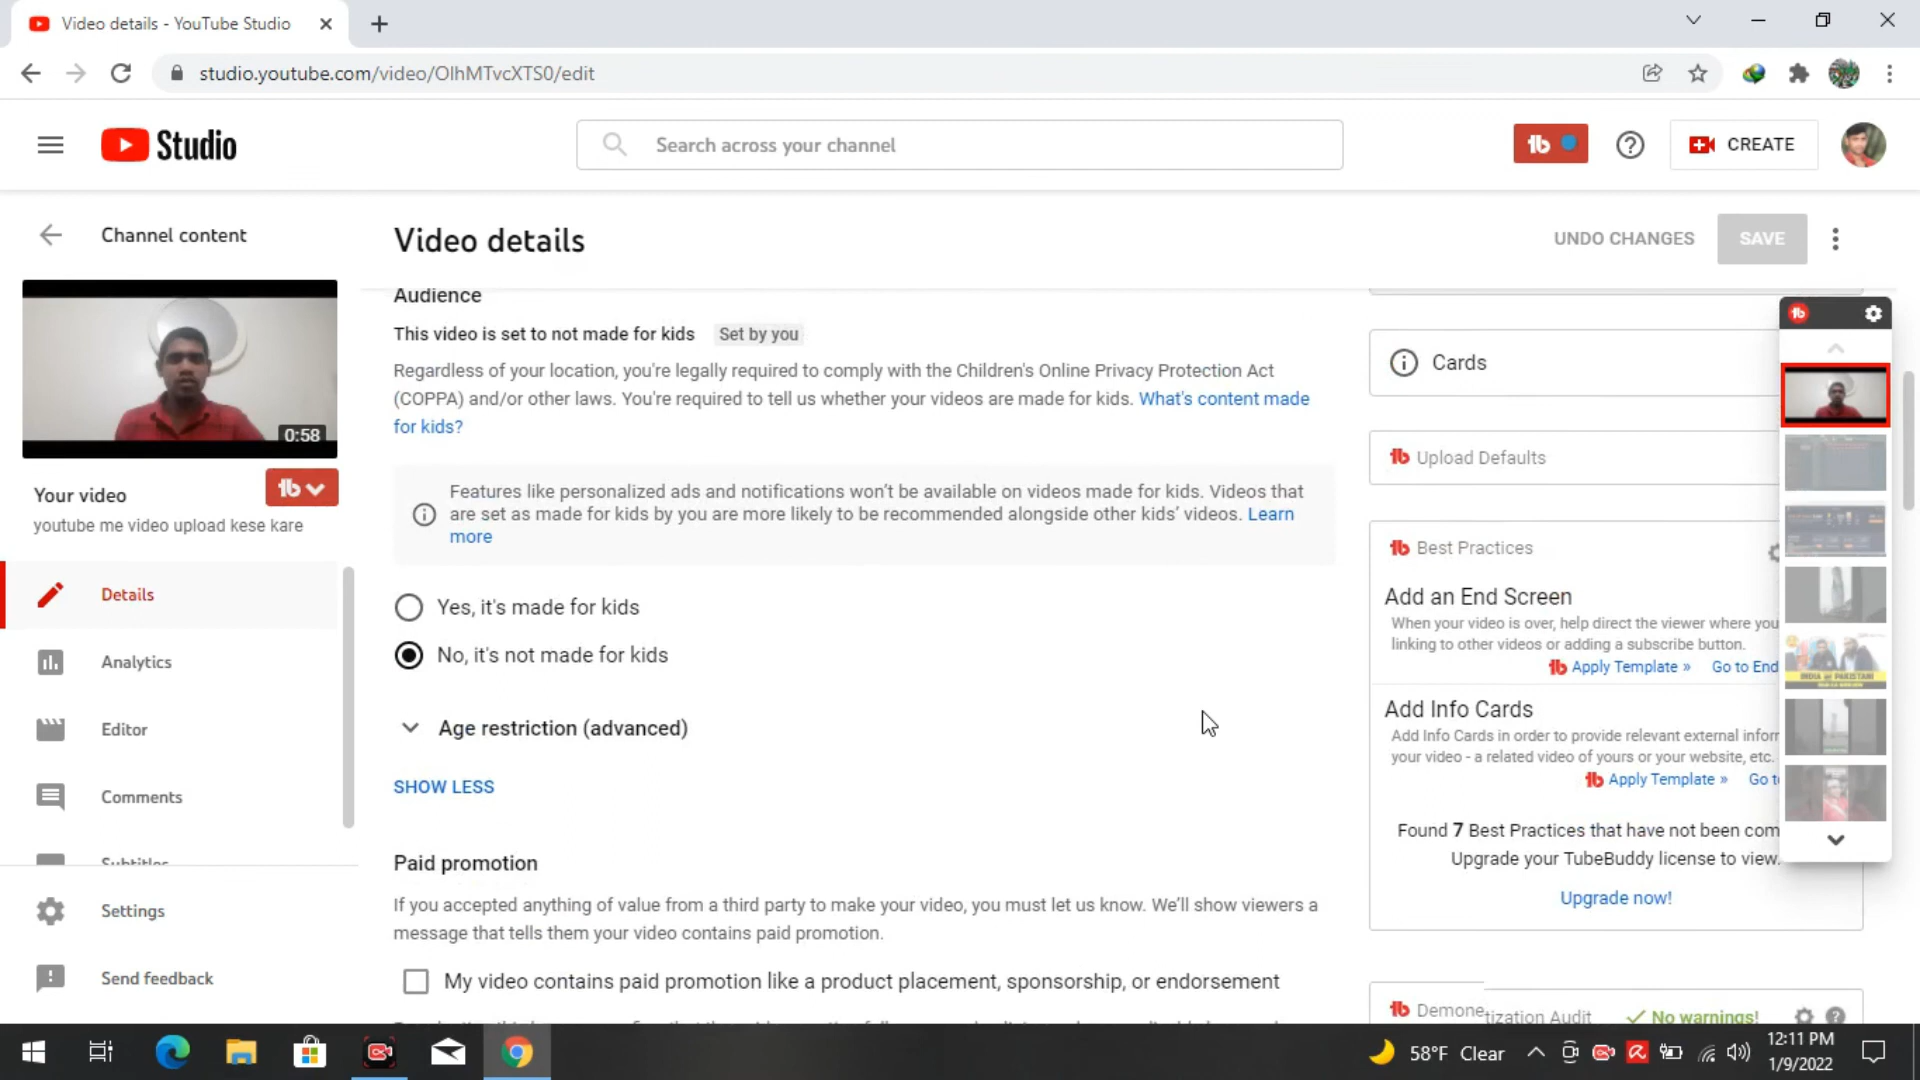 Video details - YouTube Studio
studio.youtube.com/video/OlhMTvcXTS0/edit
Studio
Search across your channel
CREATE
Channel content
Video details
UNDO CHANGES
SAVE
0:58
Your video
youtube me video upload kese kare
Details
Analytics
Editor
Comments
Subtitles
Settings
Send feedback
Audience
This video is set to not made for kids Set by you
Regardless of your location, you're legally required to comply with the Children's Online Privacy Protection Act
(COPPA) and/or other laws. You're required to tell us whether your videos are made for kids. What's content made
for kids?
Features like personalized ads and notifications won't be available on videos made for kids. Videos that
are set as made for kids by you are more likely to be recommended alongside other kids' videos. Learn
more
Yes, it's made for kids
No, it's not made for kids
Age restriction (advanced)
SHOW LESS
Paid promotion
If you accepted anything of value from a third party to make your video, you must let us know. We'll show viewers a
message that tells them your video contains paid promotion.
My video contains paid promotion like a product placement, sponsorship, or endorsement
Cards
Upload Defaults
Best Practices
Add an End Screen
When your video is over, help direct the viewer where you
linking to other videos or adding a subscribe button.
Apply Template » Go to End
Add Info Cards
Add Info Cards in order to provide relevant external infor
your video - a related video of yours or your website, etc.
Apply Template » Go to
Found 7 Best Practices that have not been com
Upgrade your TubeBuddy license to view.
Upgrade now!
Demonetization Audit No warnings!
INDIA PAKISTANI
58°F Clear
12:11 PM
1/9/2022